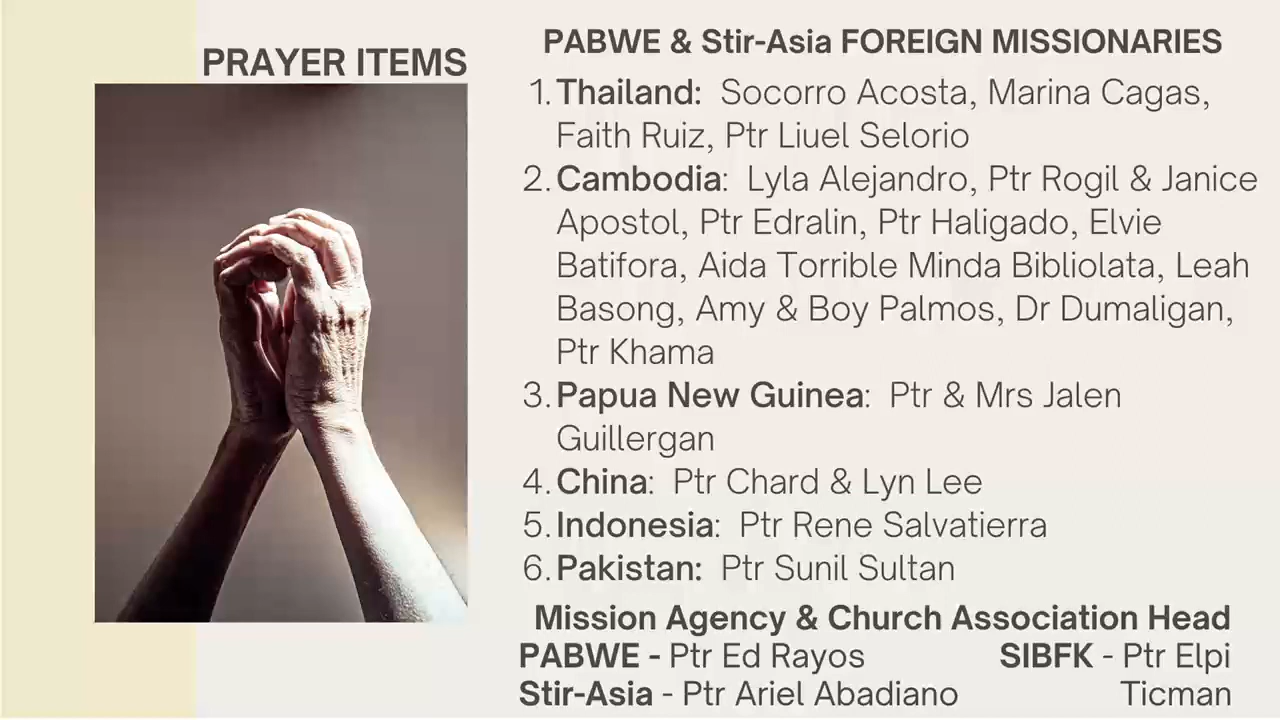 PRAYER ITEMS
PABWE & Stir-Asia FOREIGN MISSIONARIES
1. Thailand: Socorro Acosta, Marina Cagas,
Faith Ruiz, Ptr Liuel Selorio
2. Cambodia: Lyla Alejandro, Ptr Rogil & Janice
Apostol, Ptr Edralin, Ptr Haligado, Elvie
Batifora, Aida Torrible Minda Bibliolata, Leah
Basong, Amy & Boy Palmos, Dr Dumaligan,
Ptr Khama
3. Papua New Guinea: Ptr & Mrs Jalen
Guillergan
4. China: Ptr Chard & Lyn Lee
5. Indonesia: Ptr Rene Salvatierra
6. Pakistan: Ptr Sunil Sultan
Mission Agency & Church Association Head
PABWE - Ptr Ed Rayos
Stir-Asia - Ptr Ariel Abadiano
SIBFK - Ptr Elpi
Ticman